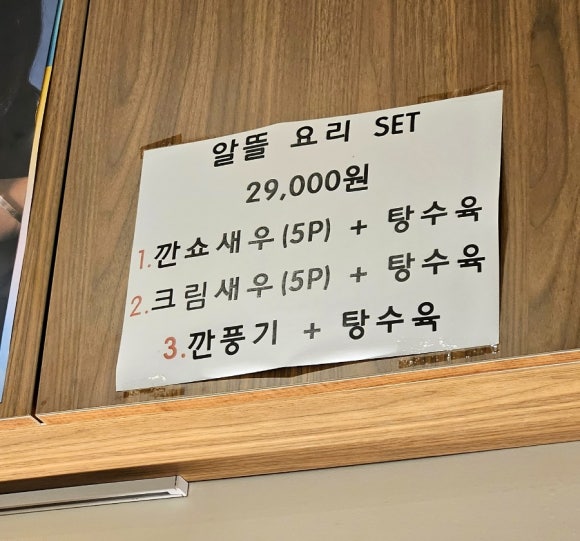 알뜰 요리 SET
29,000원
1.깐쇼새우(5P) + 탕수육
2.크림새우(5P) + 탕수육
3.깐풍기 + 탕수육